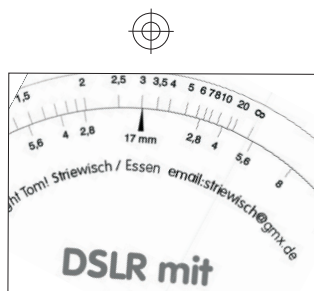 1,5 2 2,5 3 3,5 4 5 6 7 8 10 20 ∞
5,6 4 2,8 17 mm 2,8 4 5,6 8
ght Tom! Striewisch / Essen email:striewisch@gmx.de
DSLR mit